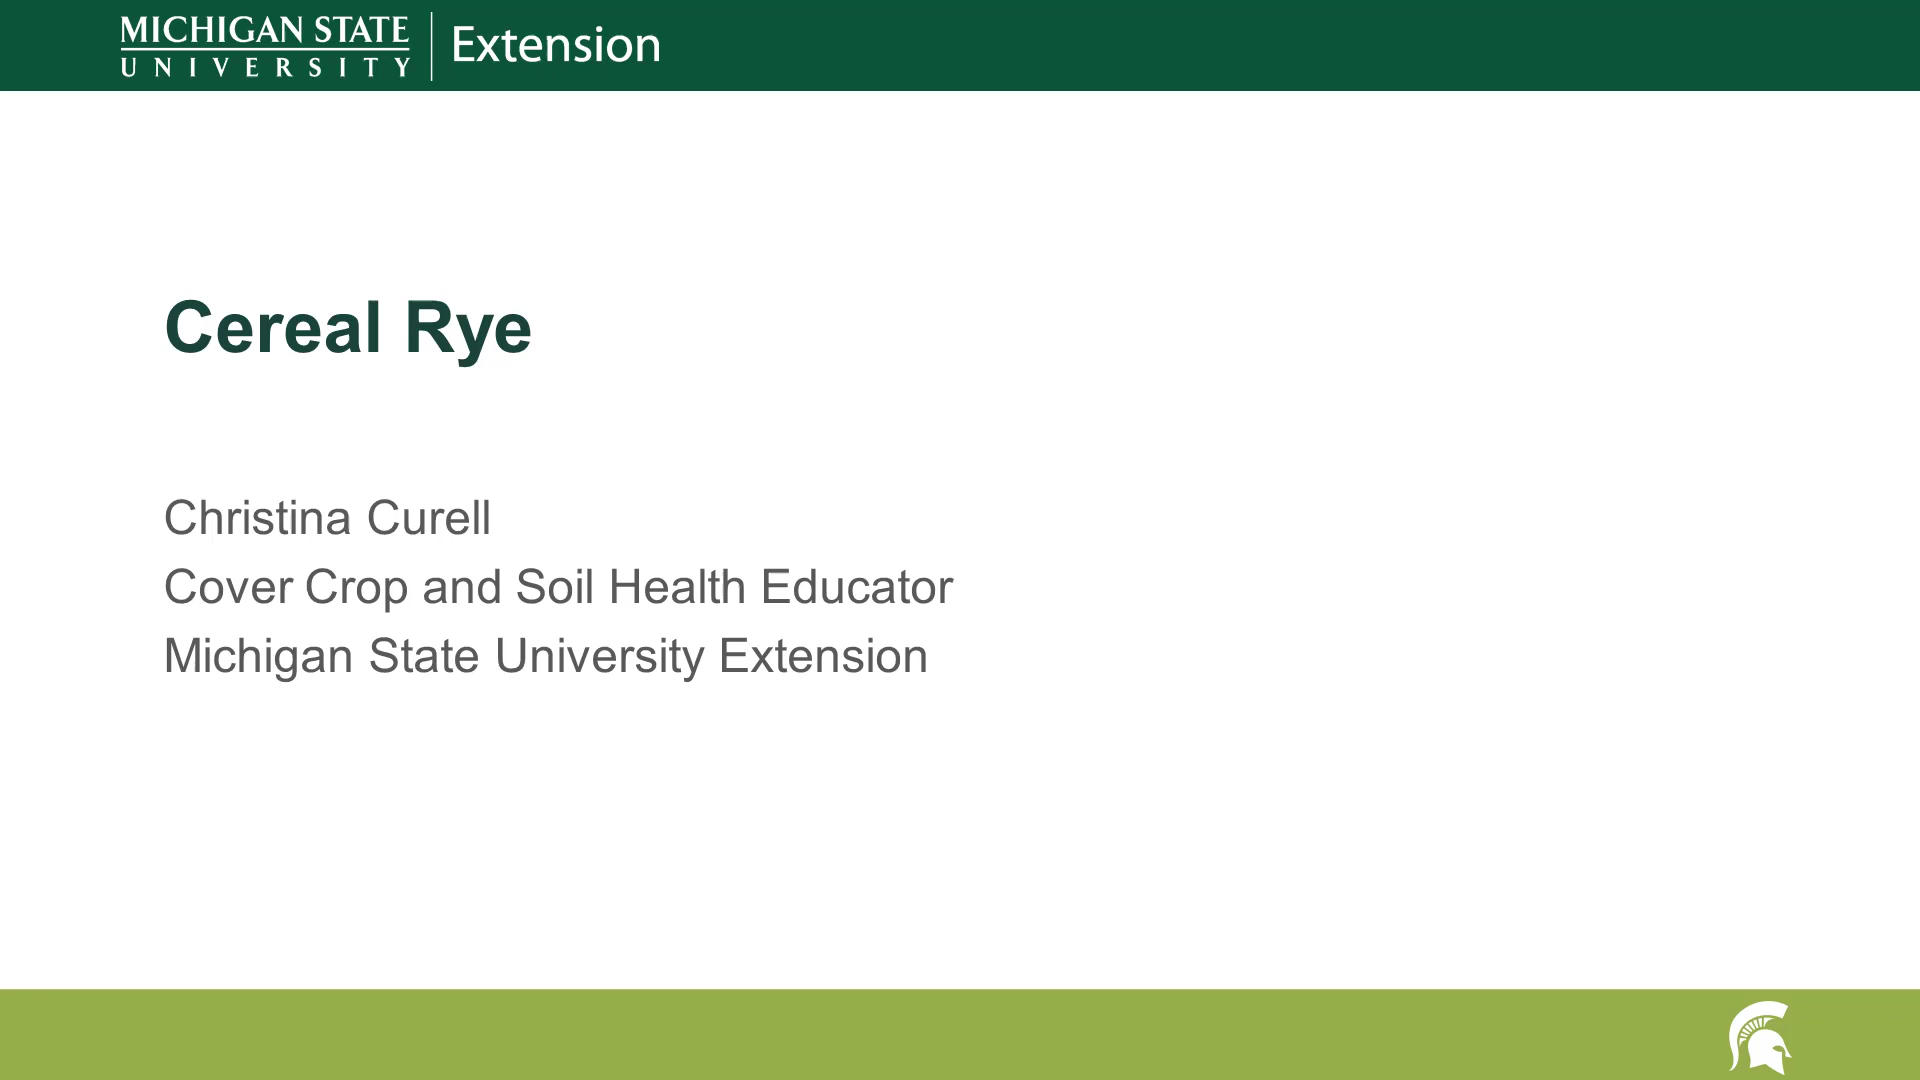 MICHIGAN STATE
UNIVERSITY
Extension
Cereal Rye
Christina Curell
Cover Crop and Soil Health Educator
Michigan State University Extension